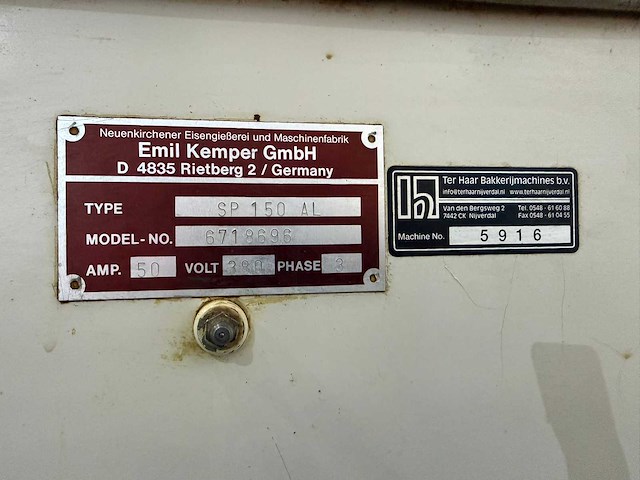 Neuenkirchener Eisengießerei und Maschinenfabrik
Emil Kemper GmbH
D 4835 Rietberg 2 / Germany
TYPE SP 150 AL
MODEL-NO. 6718696
AMP. 50 VOLT 380 PHASE 3
Ter Haar Bakkerijmachines b.v.
info@terhaarnijverdal.nl www.terhaarnijverdal.nl
Van den Bergsweg 2 Tel. 0548 - 61 60 88
7442 CK Nijverdal Fax 0548 - 61 04 55
Machine No. 5916